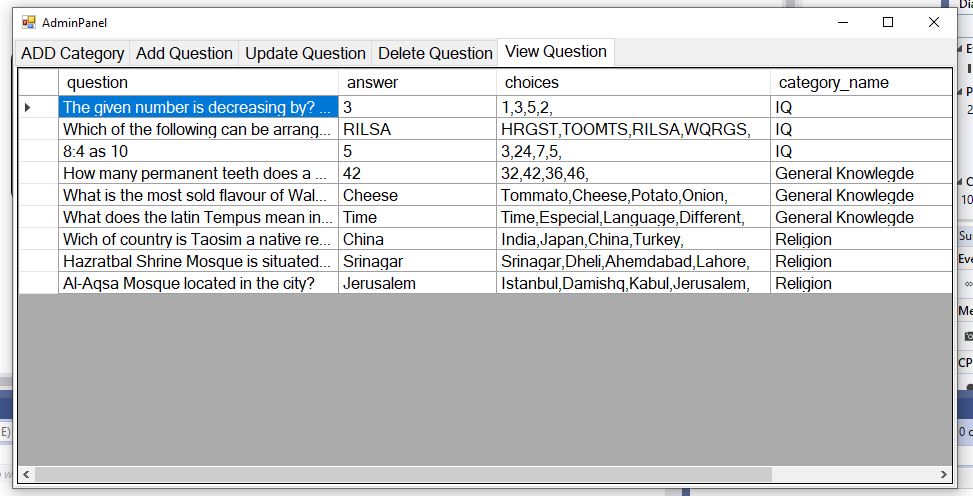 AdminPanel
ADD Category Add Question Update Question Delete Question View Question
question answer choices category_name
The given number is decreasing by? ... 3 1,3,5,2, IQ
Which of the following can be arrang... RILSA HRGST,TOOMTS,RILSA,WQRGS, IQ
8:4 as 10 5 3,24,7,5, IQ
How many permanent teeth does a ... 42 32,42,36,46, General Knowlegde
What is the most sold flavour of Wal... Cheese Tommato,Cheese,Potato,Onion, General Knowlegde
What does the latin Tempus mean in... Time Time,Especial,Language,Different, General Knowlegde
Wich of country is Taosim a native re... China India,Japan,China,Turkey, Religion
Hazratbal Shrine Mosque is situated... Srinagar Srinagar,Dheli,Ahemdabad,Lahore, Religion
Al-Aqsa Mosque located in the city? Jerusalem Istanbul,Damishq,Kabul,Jerusalem, Religion
Dia
10
Su
Eve
Me
CP
E)